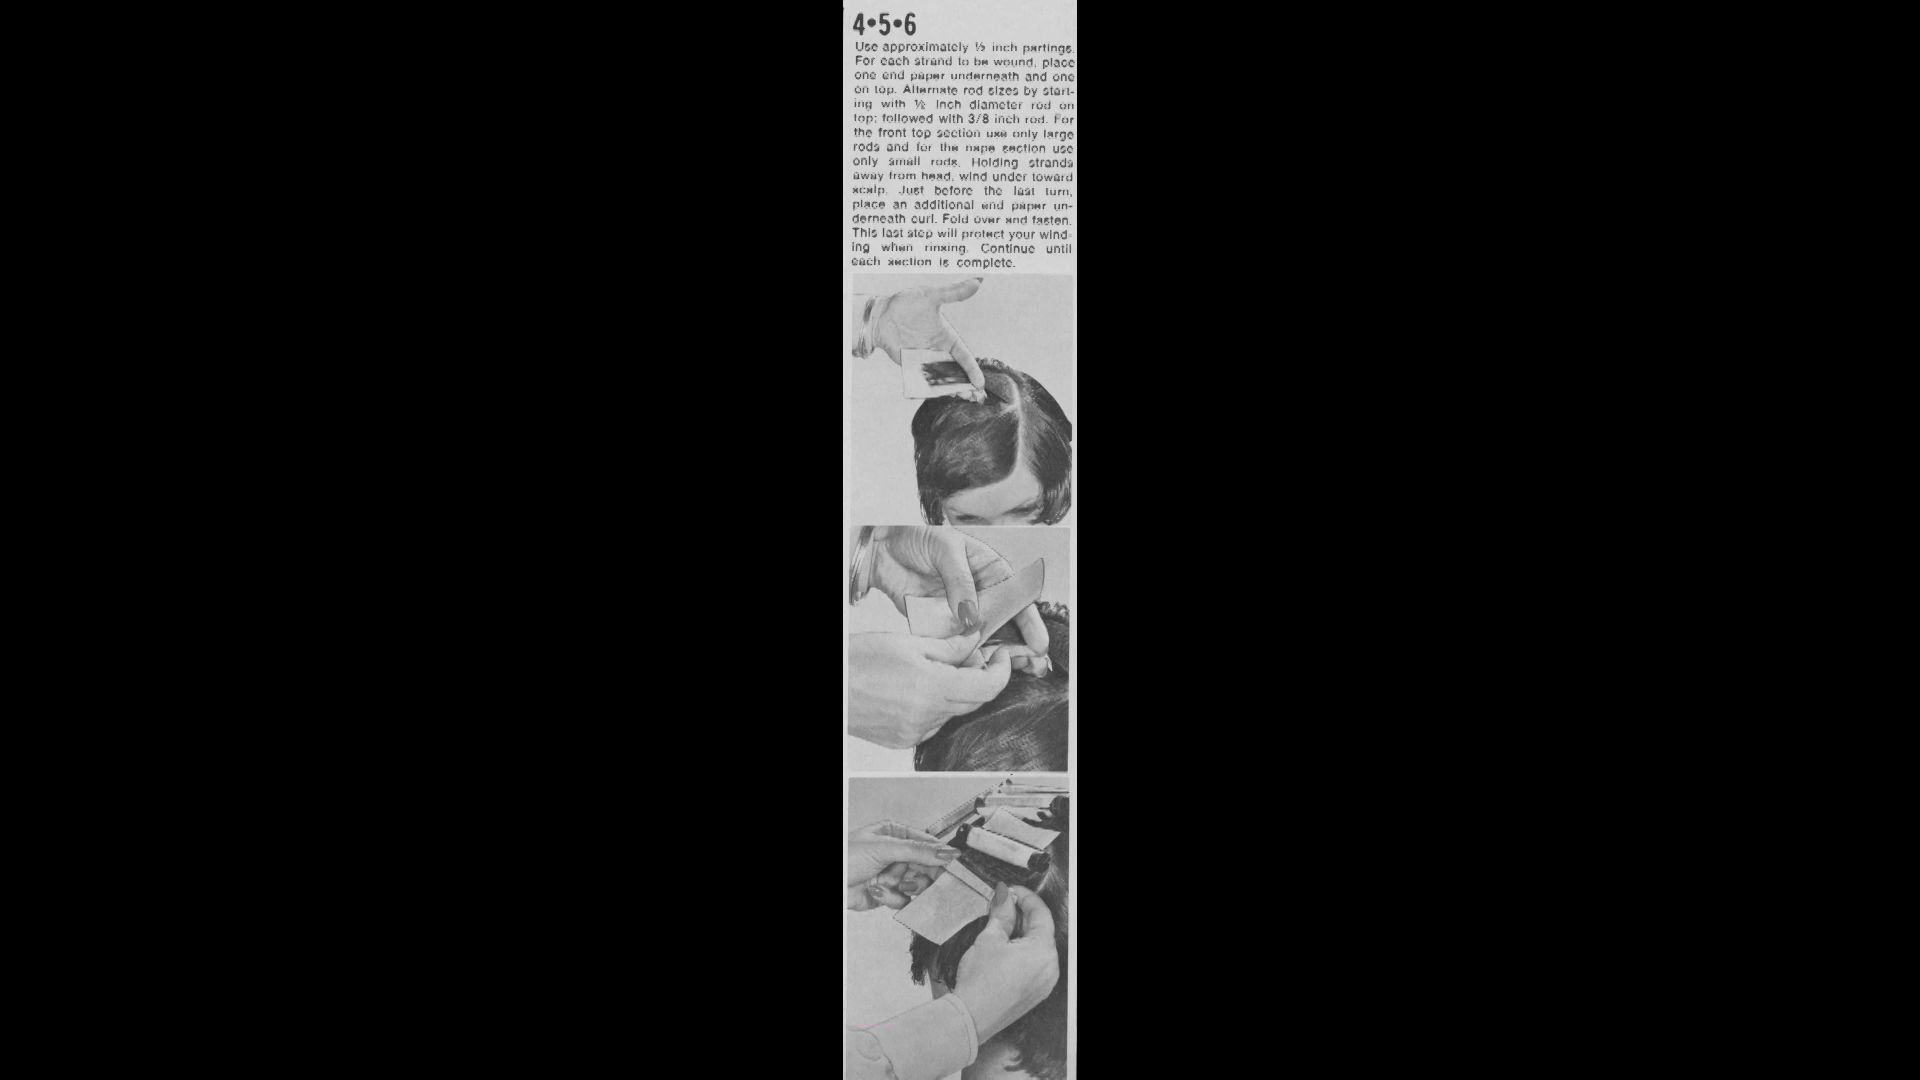 4•5•6
Use approximately ½ inch partings.
For each strand to be wound, place
one end paper underneath and one
on top. Alternate rod sizes by start-
ing with ½ inch diameter rod on
top; followed with 3/8 inch rod. For
the front top section use only large
rods and for the nape section use
only small rods. Holding strands
away from head, wind under toward
scalp. Just before the last turn,
place an additional end paper un-
derneath curl. Fold over and fasten.
This last step will protect your wind-
ing when rinsing. Continue until
each section is complete.